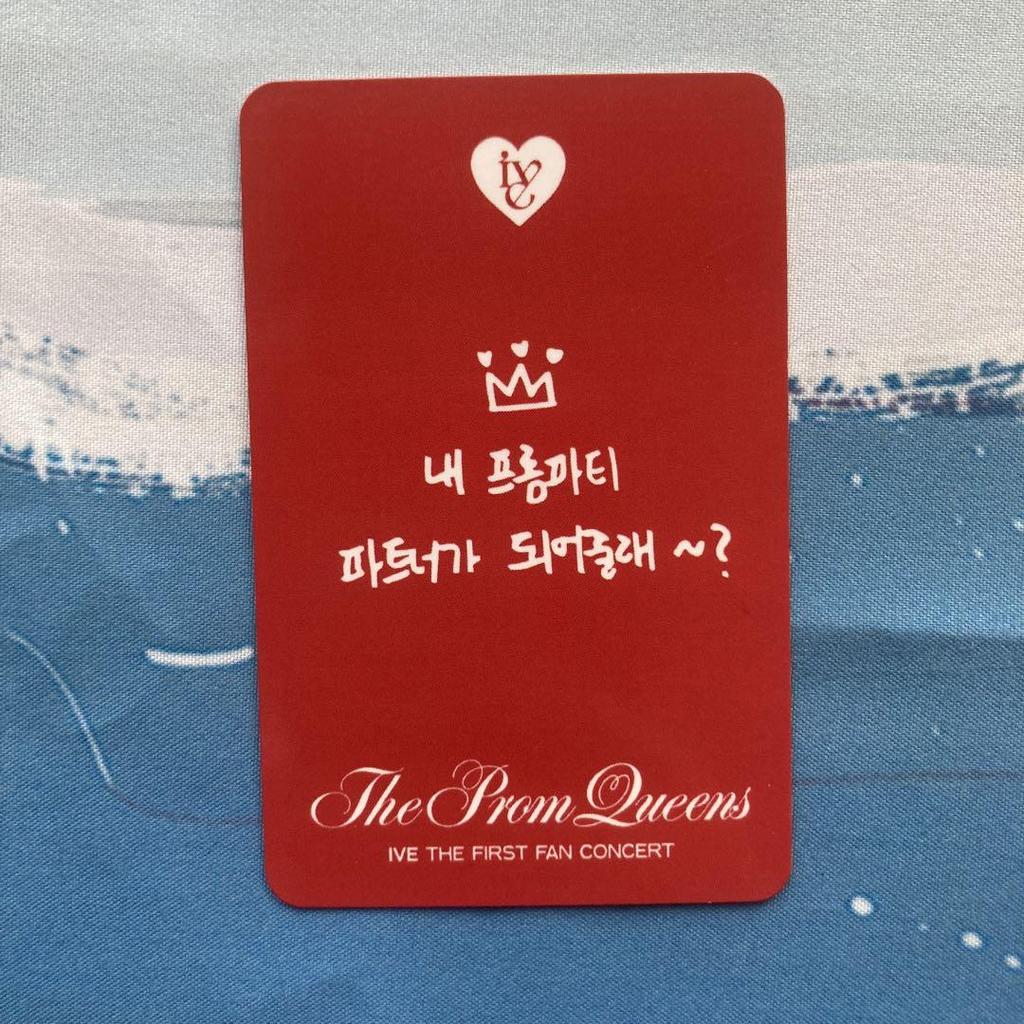 ive
내 프롬파티
파트너가 되어줄래 ~?
The Prom Queens
IVE THE FIRST FAN CONCERT